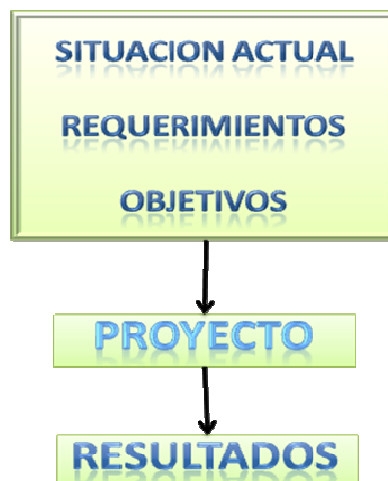 SITUACION ACTUAL
REQUERIMIENTOS
OBJETIVOS
PROYECTO
RESULTADOS